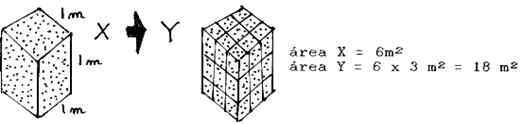 1m
X
Y
1m
1m
área X = 6m²
área Y = 6 x 3 m² = 18 m²